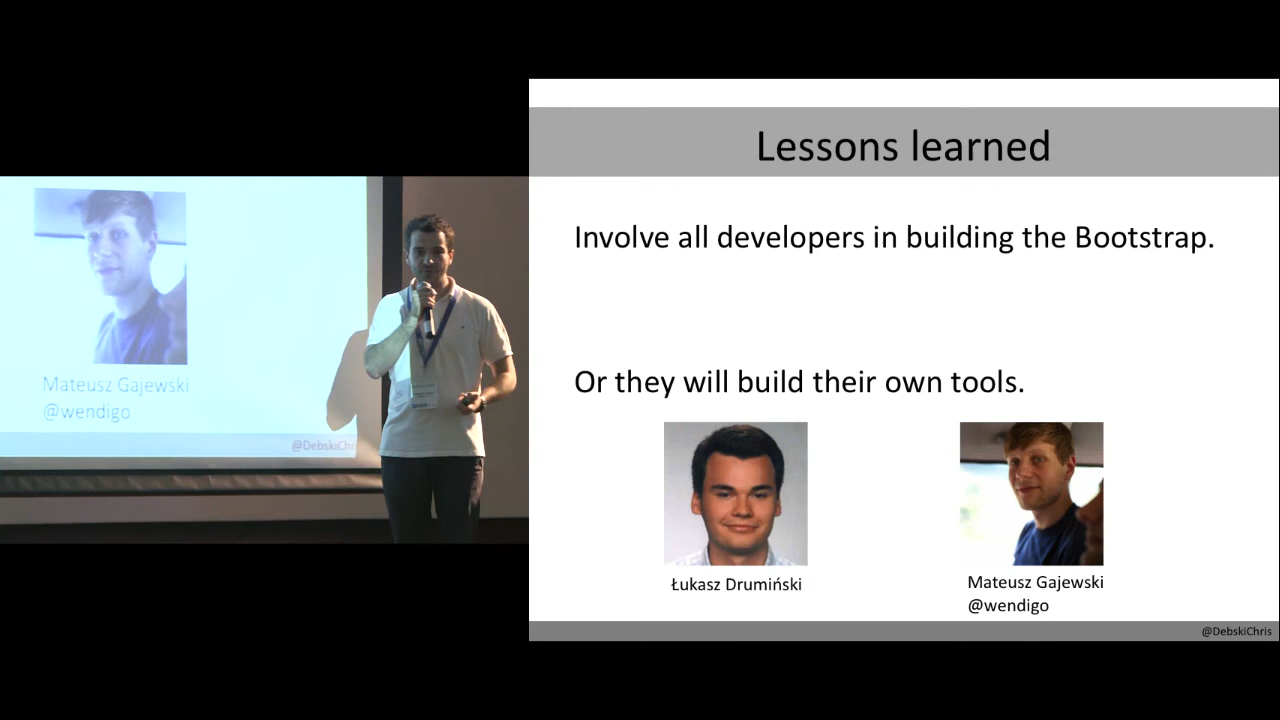 Mateusz Gajewski
@wendigo
@DebskiChris
Lessons learned
Involve all developers in building the Bootstrap.
Or they will build their own tools.
Łukasz Drumiński
Mateusz Gajewski
@wendigo
@DebskiChris